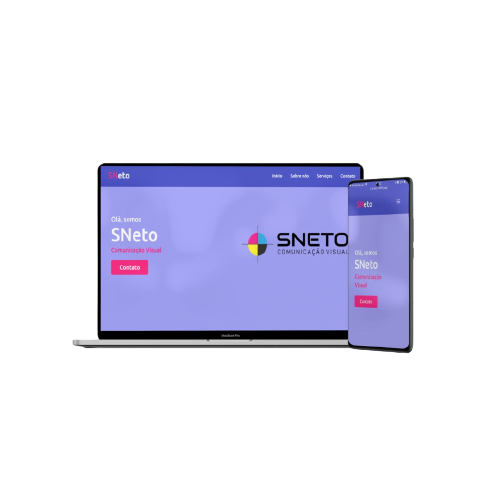 SNeto
Início Sobre nós Serviços Contato
Olá, somos
SNeto
Comunicação Visual
Contato
SNETO
COMUNICAÇÃO VISUAL
MacBook Pro
SNeto
Olá, somos
SNeto
Comunicação
Visual
Contato